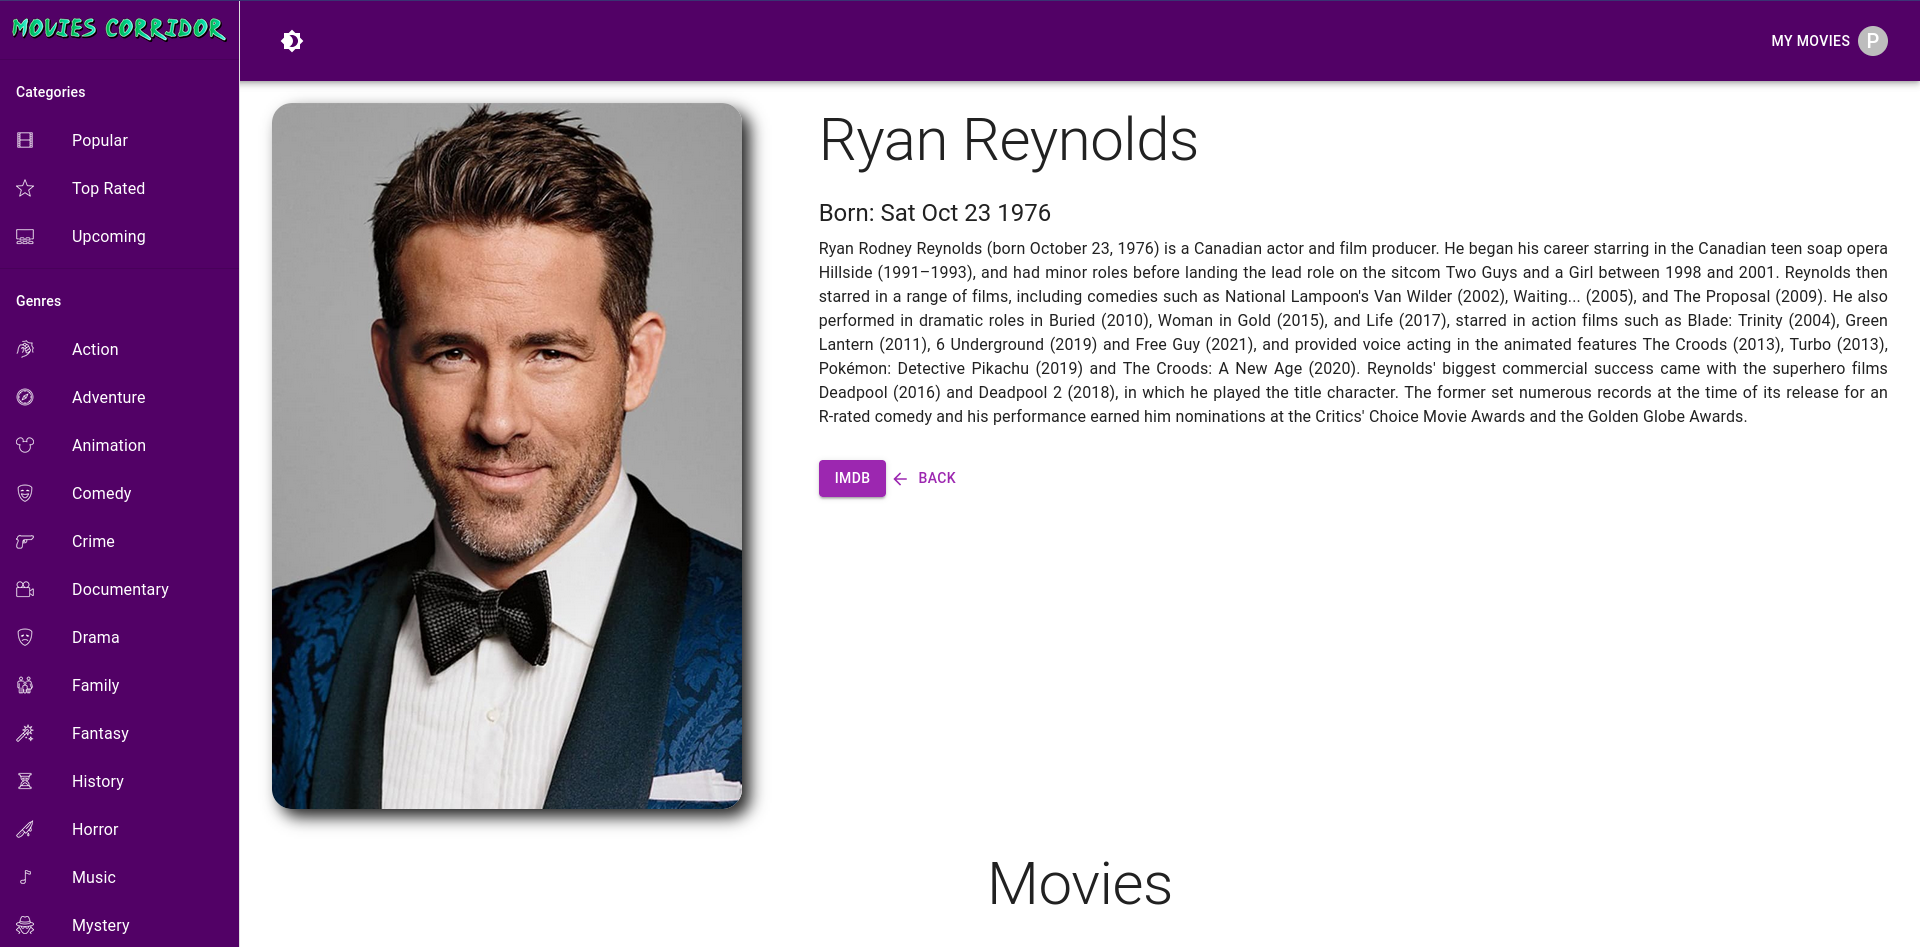 MOVIES CORRIDOR
MY MOVIES P
Categories
Popular
Top Rated
Upcoming
Genres
Action
Adventure
Animation
Comedy
Crime
Documentary
Drama
Family
Fantasy
History
Horror
Music
Mystery
Ryan Reynolds
Born: Sat Oct 23 1976
Ryan Rodney Reynolds (born October 23, 1976) is a Canadian actor and film producer. He began his career starring in the Canadian teen soap opera
Hillside (1991–1993), and had minor roles before landing the lead role on the sitcom Two Guys and a Girl between 1998 and 2001. Reynolds then
starred in a range of films, including comedies such as National Lampoon's Van Wilder (2002), Waiting... (2005), and The Proposal (2009). He also
performed in dramatic roles in Buried (2010), Woman in Gold (2015), and Life (2017), starred in action films such as Blade: Trinity (2004), Green
Lantern (2011), 6 Underground (2019) and Free Guy (2021), and provided voice acting in the animated features The Croods (2013), Turbo (2013),
Pokémon: Detective Pikachu (2019) and The Croods: A New Age (2020). Reynolds' biggest commercial success came with the superhero films
Deadpool (2016) and Deadpool 2 (2018), in which he played the title character. The former set numerous records at the time of its release for an
R-rated comedy and his performance earned him nominations at the Critics' Choice Movie Awards and the Golden Globe Awards.
IMDB BACK
Movies